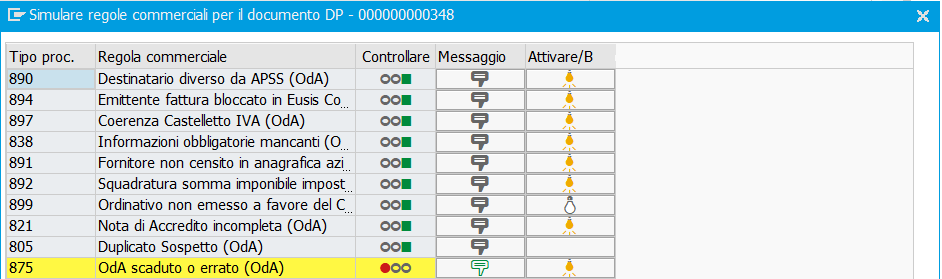 Simulare regole commerciali per il documento DP - 000000000348
Tipo proc. Regola commerciale Controllare Messaggio Attivare/B
890 Destinatario diverso da APSS (OdA)
894 Emittente fattura bloccato in Eusis Co...
897 Coerenza Castelletto IVA (OdA)
838 Informazioni obbligatorie mancanti (O...
891 Fornitore non censito in anagrafica azi...
892 Squadratura somma imponibile impost...
899 Ordinativo non emesso a favore del C...
821 Nota di Accredito incompleta (OdA)
805 Duplicato Sospetto (OdA)
875 OdA scaduto o errato (OdA)